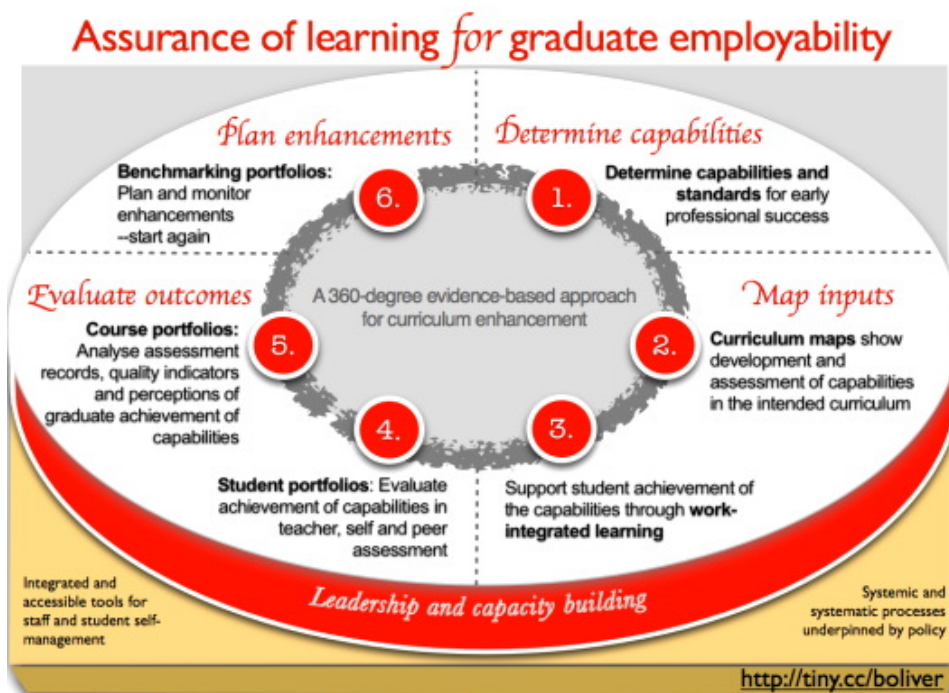 Assurance of learning for graduate employability
Plan enhancements
Benchmarking portfolios:
Plan and monitor
enhancements
--start again
6.
Determine capabilities
Determine capabilities and
standards for early
professional success
1.
A 360-degree evidence-based approach
for curriculum enhancement
Map inputs
Curriculum maps show
development and
assessment of capabilities
in the intended curriculum
2.
Support student achievement of
the capabilities through work-
integrated learning
3.
Student portfolios: Evaluate
achievement of capabilities in
teacher, self and peer
assessment
4.
Evaluate outcomes
Course portfolios:
Analyse assessment
records, quality indicators
and perceptions of
graduate achievement of
capabilities
5.
Leadership and capacity building
Integrated and
accessible tools for
staff and student self-
management
Systemic and
systematic processes
underpinned by policy
http://tiny.cc/boliver